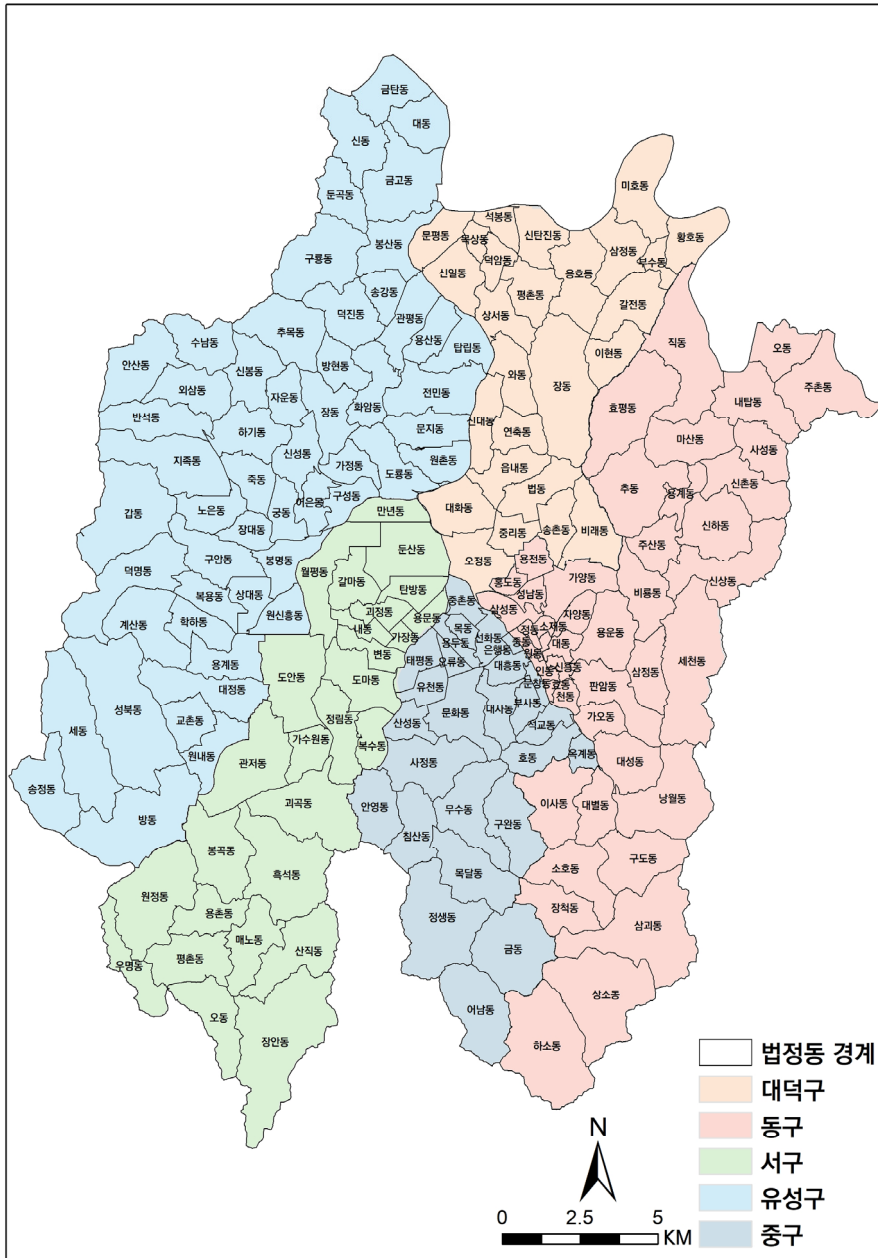 금탄동
신동
대동
금고동
둔곡동
봉산동
구룡동
미호동
석봉동
문평동
목상동
신탄진동
황호동
삼정동
부수동
덕암동
용호동
신일동
평촌동
갈전동
송강동
덕진동
관평동
상서동
추목동
용산동
탑립동
직동
오동
수남동
안산동
신봉동
방현동
이현동
주촌동
와동
장동
외삼동
자운동
장동
화암동
전민동
내탑동
효평동
반석동
신대동
연축동
문지동
마산동
사성동
하기동
신성동
지족동
가정동
도룡동
원촌동
읍내동
죽동
신촌동
추동
용계동
어은동
구성동
법동
노은동
궁동
갑동
만년동
대화동
장대동
송촌동
비래동
신하동
중리동
주산동
둔산동
구암동
봉명동
월평동
오정동
용전동
덕명동
갈마동
홍도동
가양동
신상동
탄방동
성남동
비룡동
복용동
상대동
중촌동
삼성동
원신흥동
괴정동
용문동
자양동
계산동
학하동
내동
가장동
목동
선화동
정동
소제동
용운동
용두동
은행동
중동
원동
대동
변동
태평동
오류동
용계동
대흥동
인동
신흥동
삼정동
세천동
도안동
도마동
유천동
문창동
효동
판암동
대정동
부사동
천동
성북동
교촌동
정림동
산성동
문화동
대사동
석교동
가오동
세동
원내동
가수원동
복수동
관저동
사정동
호동
옥계동
대성동
송정동
방동
괴곡동
안영동
무수동
이사동
대별동
낭월동
침산동
구완동
봉곡동
흑석동
목달동
소호동
구도동
원정동
정생동
장척동
용촌동
매노동
산직동
삼괴동
우명동
평촌동
금동
상소동
오동
장안동
어남동
하소동
법정동 경계
대덕구
동구
서구
유성구
중구
N
0 2.5 5
KM